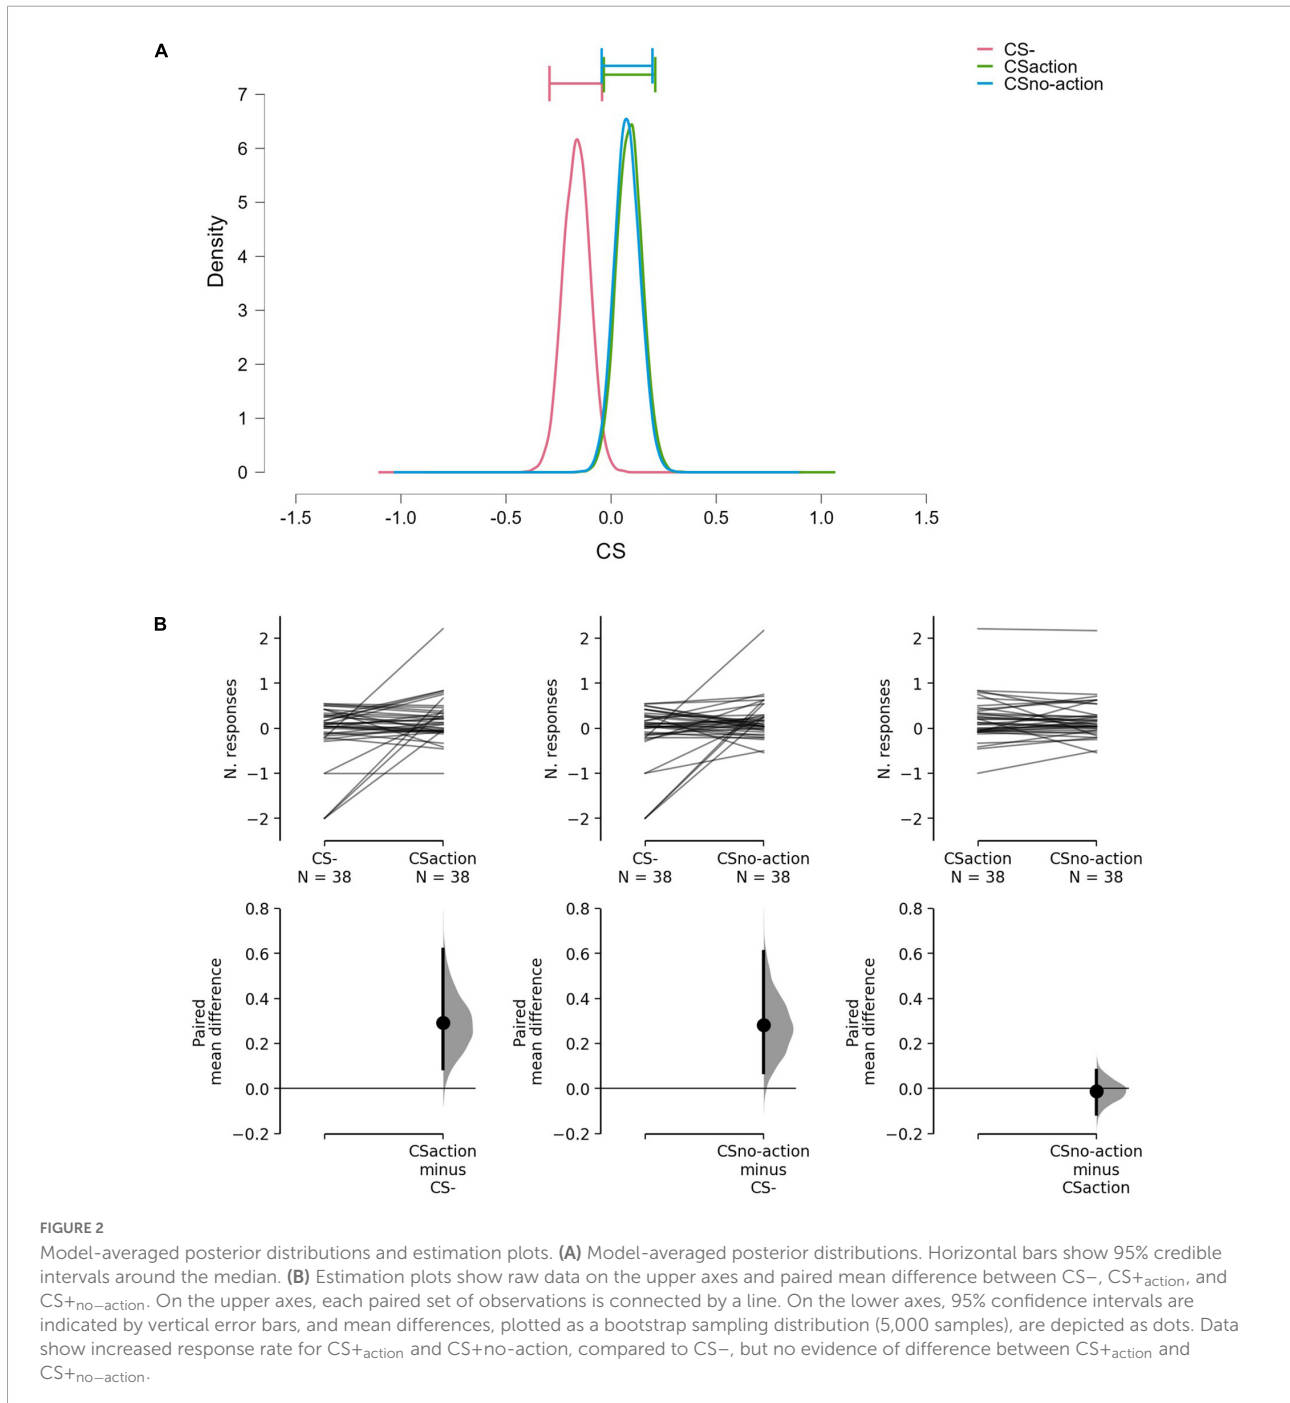 A
CS-
CSaction
CSno-action
7
6
5
4
3
2
1
0
Density
-1.5 -1.0 -0.5 0.0 0.5 1.0 1.5
CS
B
2
1
0
−1
−2
N. responses
CS- CSaction
N = 38 N = 38
2
1
0
−1
−2
N. responses
CS- CSno-action
N = 38 N = 38
2
1
0
−1
−2
N. responses
CSaction CSno-action
N = 38 N = 38
0.8
0.6
0.4
0.2
0.0
−0.2
Paired
mean difference
CSaction
minus
CS-
0.8
0.6
0.4
0.2
0.0
−0.2
Paired
mean difference
CSno-action
minus
CS-
0.8
0.6
0.4
0.2
0.0
−0.2
Paired
mean difference
CSno-action
minus
CSaction
FIGURE 2
Model-averaged posterior distributions and estimation plots. (A) Model-averaged posterior distributions. Horizontal bars show 95% credible
intervals around the median. (B) Estimation plots show raw data on the upper axes and paired mean difference between CS−, CS+action, and
CS+no−action. On the upper axes, each paired set of observations is connected by a line. On the lower axes, 95% confidence intervals are
indicated by vertical error bars, and mean differences, plotted as a bootstrap sampling distribution (5,000 samples), are depicted as dots. Data
show increased response rate for CS+action and CS+no-action, compared to CS−, but no evidence of difference between CS+action and
CS+no−action.